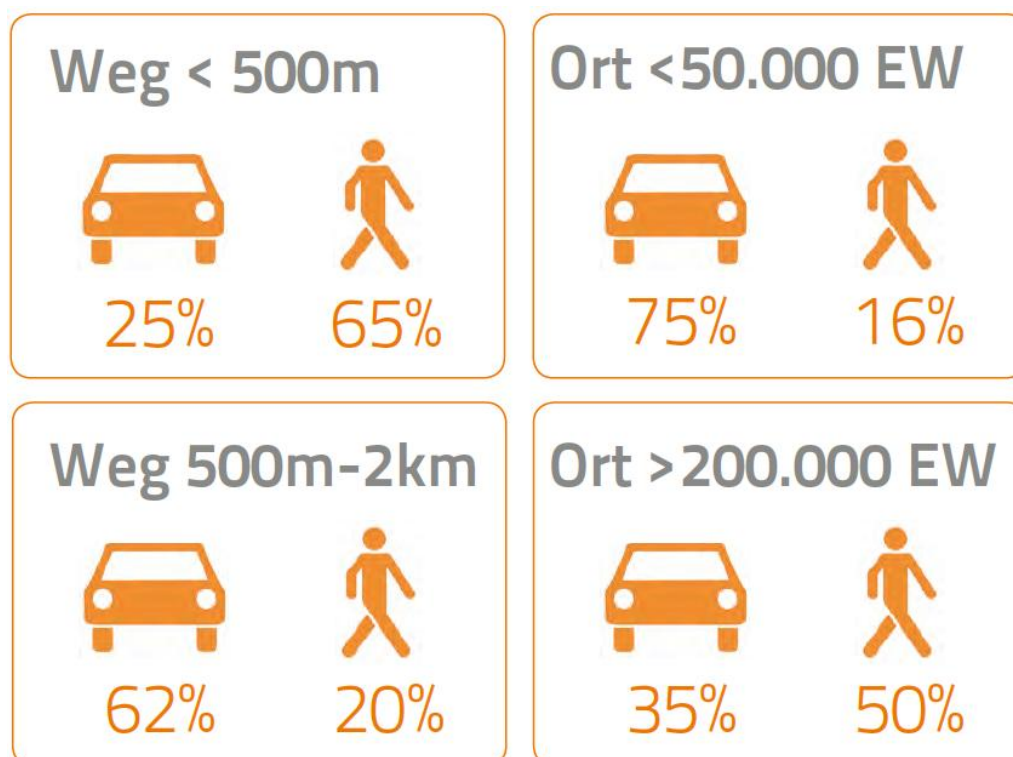 Weg < 500m
25% 65%
Ort <50.000 EW
75% 16%
Weg 500m-2km
62% 20%
Ort >200.000 EW
35% 50%